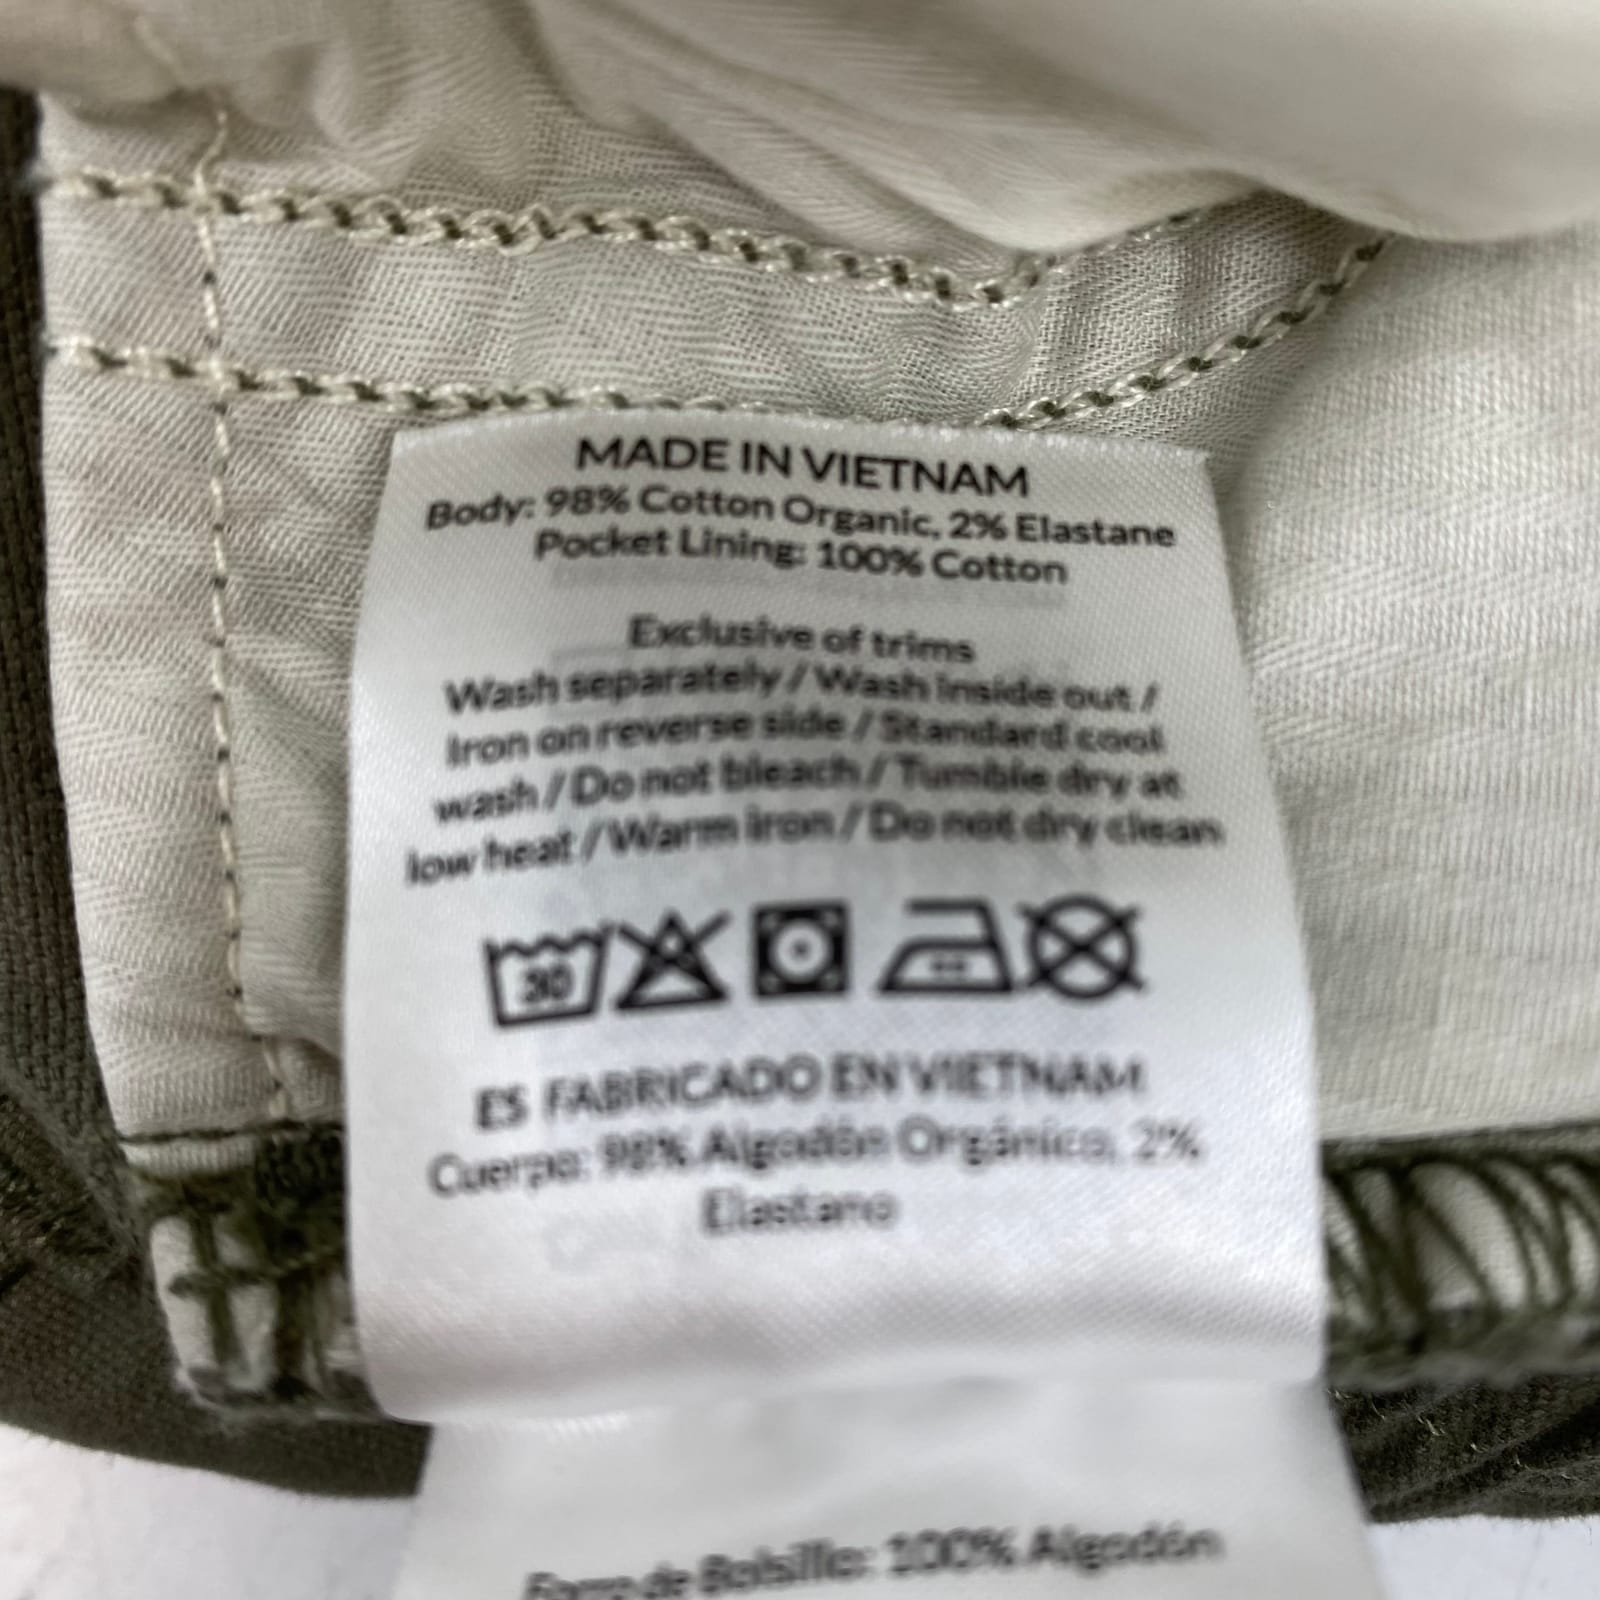 MADE IN VIETNAM
Body: 98% Cotton Organic, 2% Elastane
Pocket Lining: 100% Cotton
Exclusive of trims
Wash separately / Wash inside out /
Iron on reverse side / Standard cool
wash / Do not bleach / Tumble dry at
low heat / Warm iron / Do not dry clean
30
ES FABRICADO EN VIETNAM
Cuerpo: 98% Algodón Orgánico, 2%
Elastano
Forro de Bolsillo: 100% Algodón